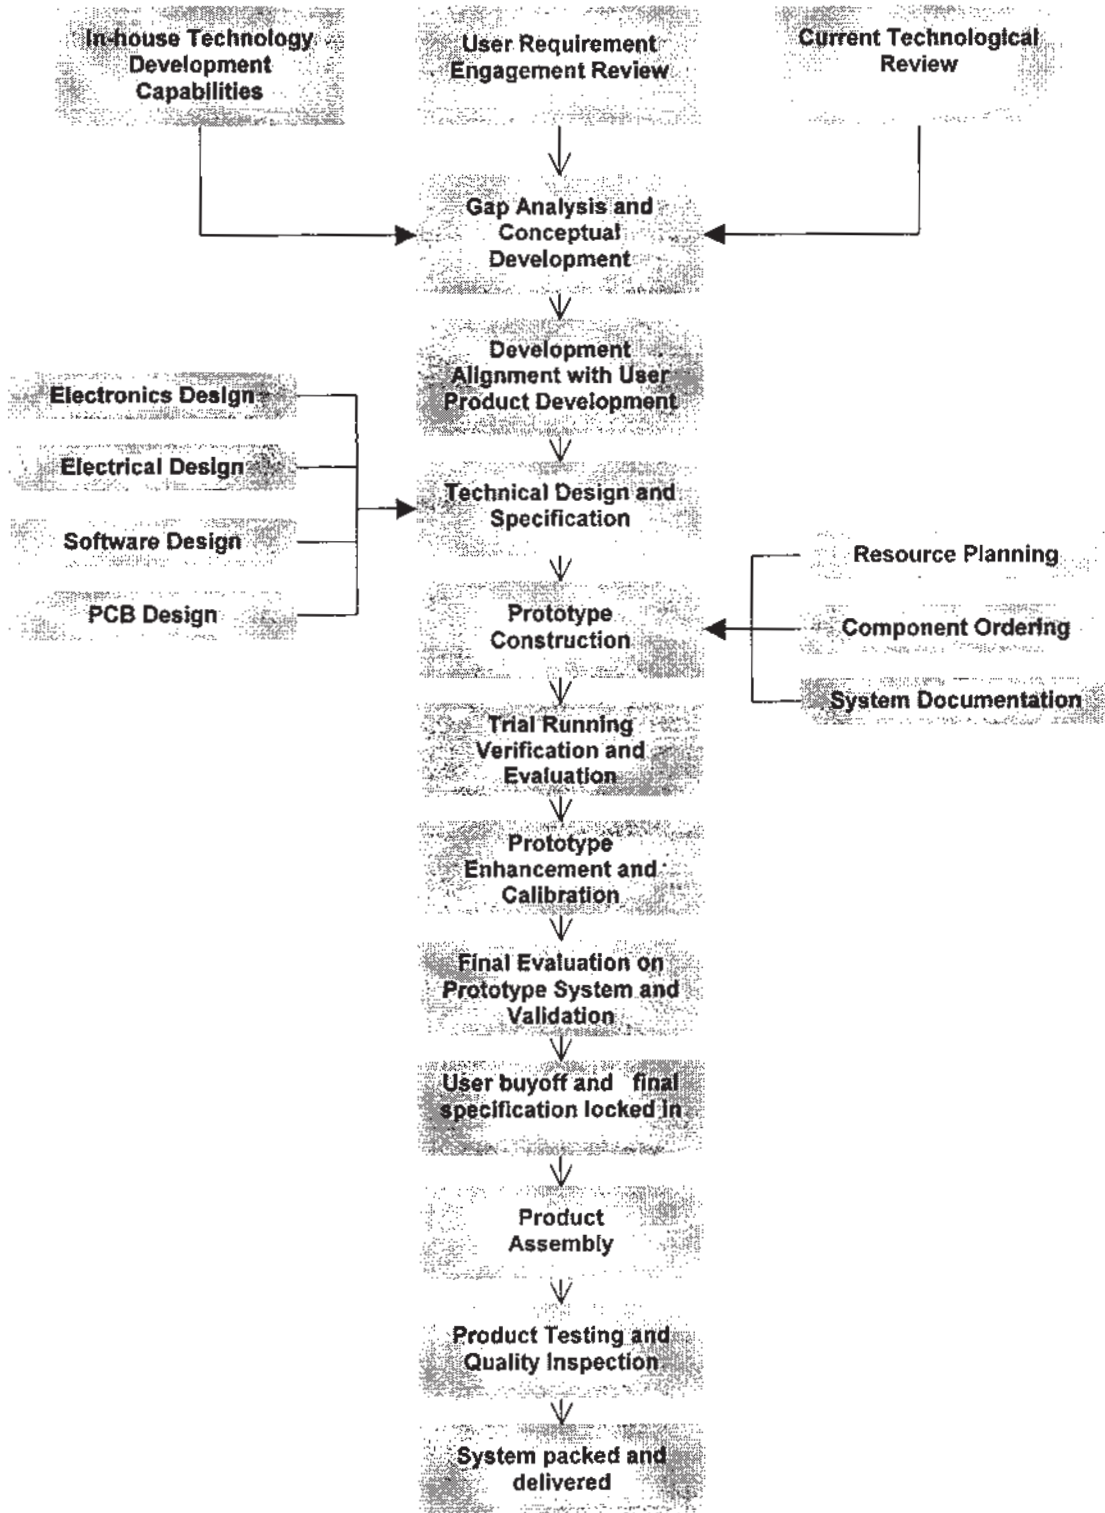 In-house Technology
Development
Capabilities
User Requirement
Engagement Review
Current Technological
Review
Gap Analysis and
Conceptual
Development
Development
Alignment with User
Product Development
Electronics Design
Electrical Design
Software Design
PCB Design
Technical Design and
Specification
Prototype
Construction
Resource Planning
Component Ordering
System Documentation
Trial Running
Verification and
Evaluation
Prototype
Enhancement and
Calibration
Final Evaluation on
Prototype System and
Validation
User buyoff and final
specification locked in
Product
Assembly
Product Testing and
Quality Inspection
System packed and
delivered